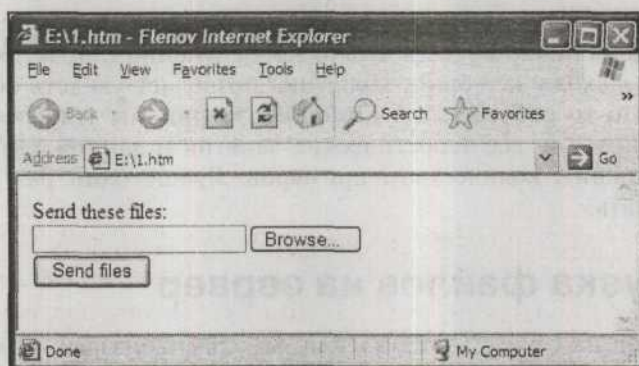 E:\1.htm - Flenov Internet Explorer
File Edit View Favorites Tools Help
Back Search Favorites »
Address E:\1.htm Go
Send these files:
Browse...
Send files
Done My Computer